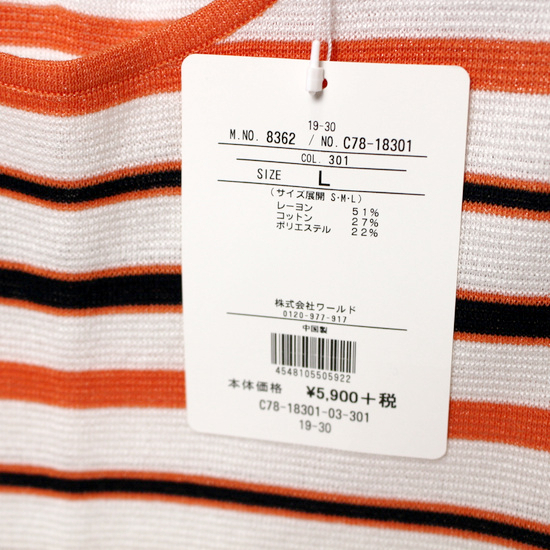 19-30
M.NO. 8362 / NO. C78-18301
COL. 301
SIZE L
(サイズ展開 S・M・L)
レーヨン 51%
コットン 27%
ポリエステル 22%
株式会社ワールド
0120-977-917
中国製
4548105505922
本体価格 ¥5,900+税
C78-18301-03-301
19-30